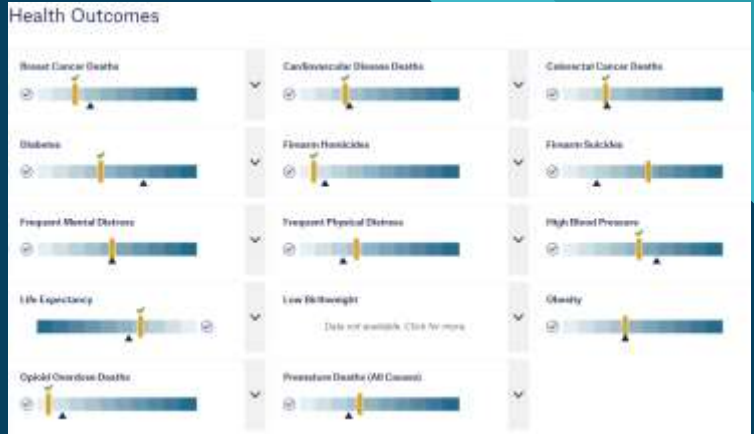 Health Outcomes
Breast Cancer Deaths
Cardiovascular Disease Deaths
Colorectal Cancer Deaths
Diabetes
Firearm Homicides
Firearm Suicides
Frequent Mental Distress
Frequent Physical Distress
High Blood Pressure
Life Expectancy
Low Birthweight
Obesity
Data not available. Click for more.
Opioid Overdose Deaths
Premature Deaths (All Causes)